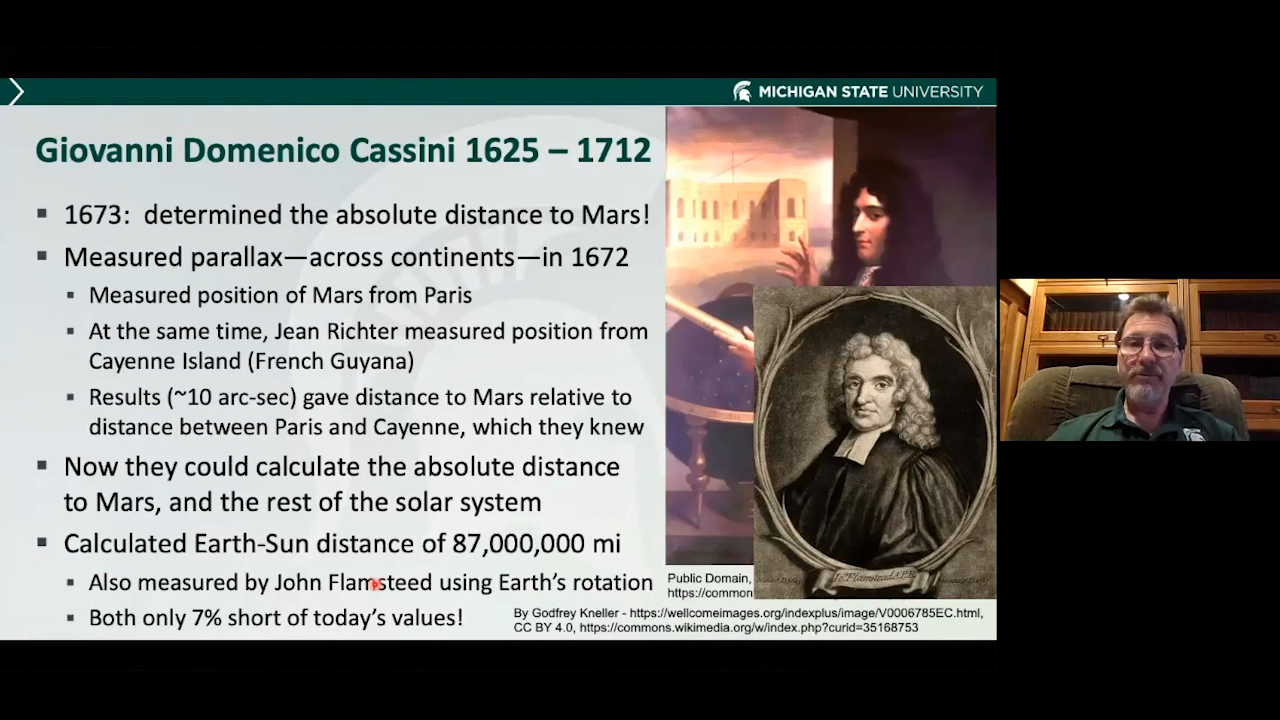 MICHIGAN STATE UNIVERSITY
Giovanni Domenico Cassini 1625 – 1712
▪ 1673: determined the absolute distance to Mars!
▪ Measured parallax—across continents—in 1672
▪ Measured position of Mars from Paris
▪ At the same time, Jean Richter measured position from
Cayenne Island (French Guyana)
▪ Results (~10 arc-sec) gave distance to Mars relative to
distance between Paris and Cayenne, which they knew
▪ Now they could calculate the absolute distance
to Mars, and the rest of the solar system
▪ Calculated Earth-Sun distance of 87,000,000 mi
▪ Also measured by John Flamsteed using Earth’s rotation
▪ Both only 7% short of today’s values!
Public Domain,
https://common
By Godfrey Kneller - https://wellcomeimages.org/indexplus/image/V0006785EC.html,
CC BY 4.0, https://commons.wikimedia.org/w/index.php?curid=35168753